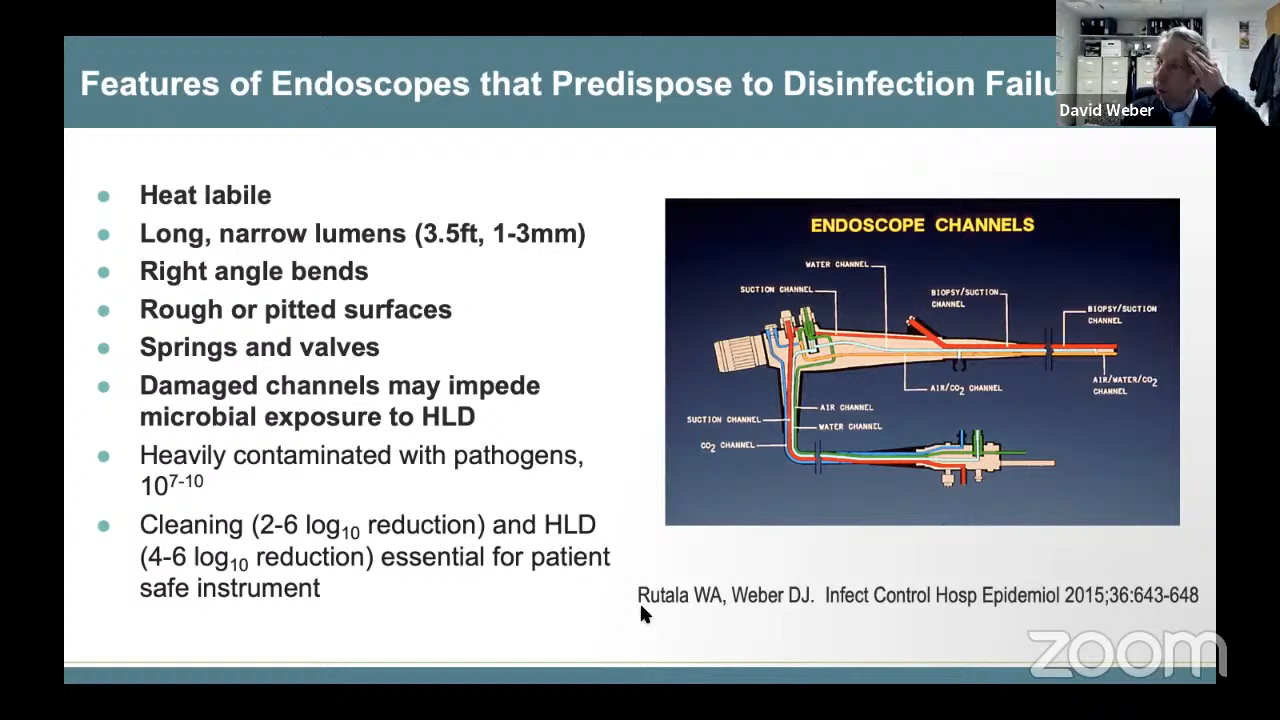 Features of Endoscopes that Predispose to Disinfection Failu
David Weber
Heat labile
Long, narrow lumens (3.5ft, 1-3mm)
Right angle bends
Rough or pitted surfaces
Springs and valves
Damaged channels may impede
microbial exposure to HLD
Heavily contaminated with pathogens,
10⁷⁻¹⁰
Cleaning (2-6 log₁₀ reduction) and HLD
(4-6 log₁₀ reduction) essential for patient
safe instrument
ENDOSCOPE CHANNELS
WATER CHANNEL
SUCTION CHANNEL
BIOPSY/SUCTION
CHANNEL
BIOPSY/SUCTION
CHANNEL
AIR/CO₂ CHANNEL
AIR/WATER/CO₂
CHANNEL
AIR CHANNEL
SUCTION CHANNEL
WATER CHANNEL
CO₂ CHANNEL
Rutala WA, Weber DJ. Infect Control Hosp Epidemiol 2015;36:643-648
zoom